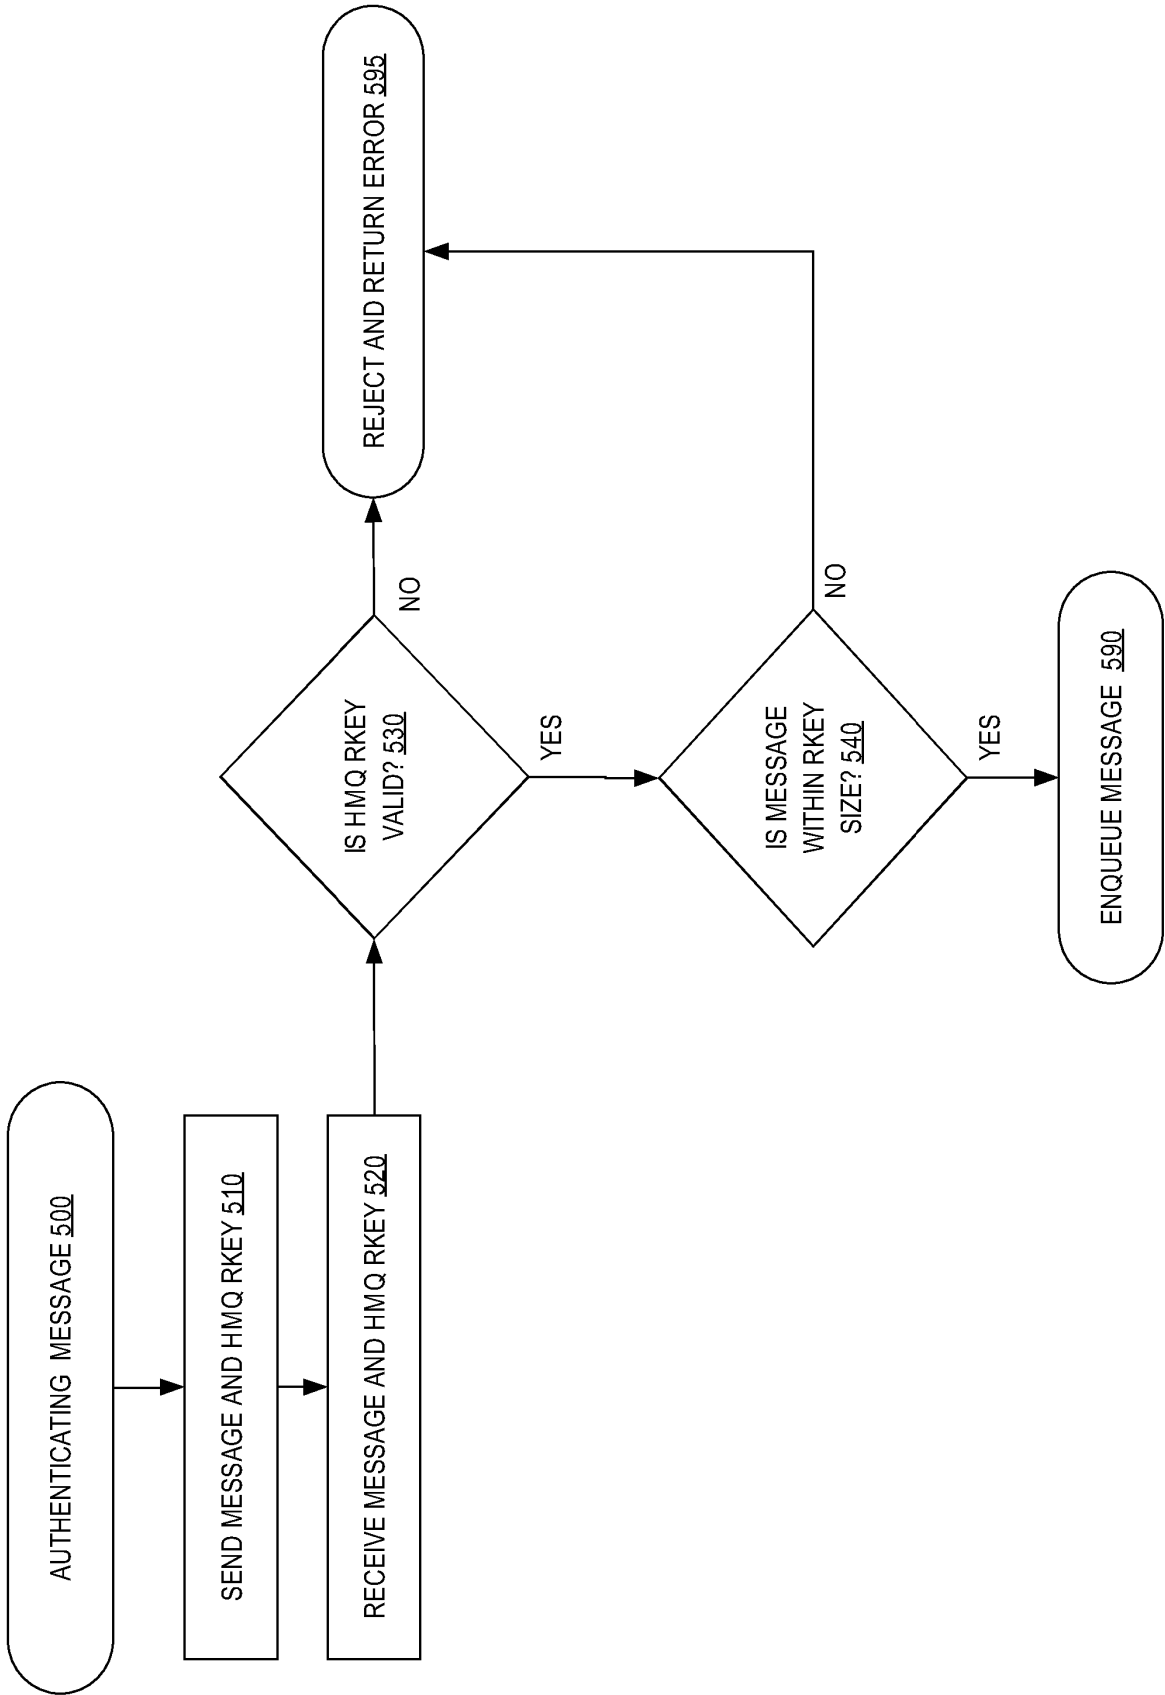 AUTHENTICATING MESSAGE 500
SEND MESSAGE AND HMQ RKEY 510
RECEIVE MESSAGE AND HMQ RKEY 520
IS HMQ RKEY
VALID? 530
NO
REJECT AND RETURN ERROR 595
YES
IS MESSAGE
WITHIN RKEY
SIZE? 540
NO
YES
ENQUEUE MESSAGE 590